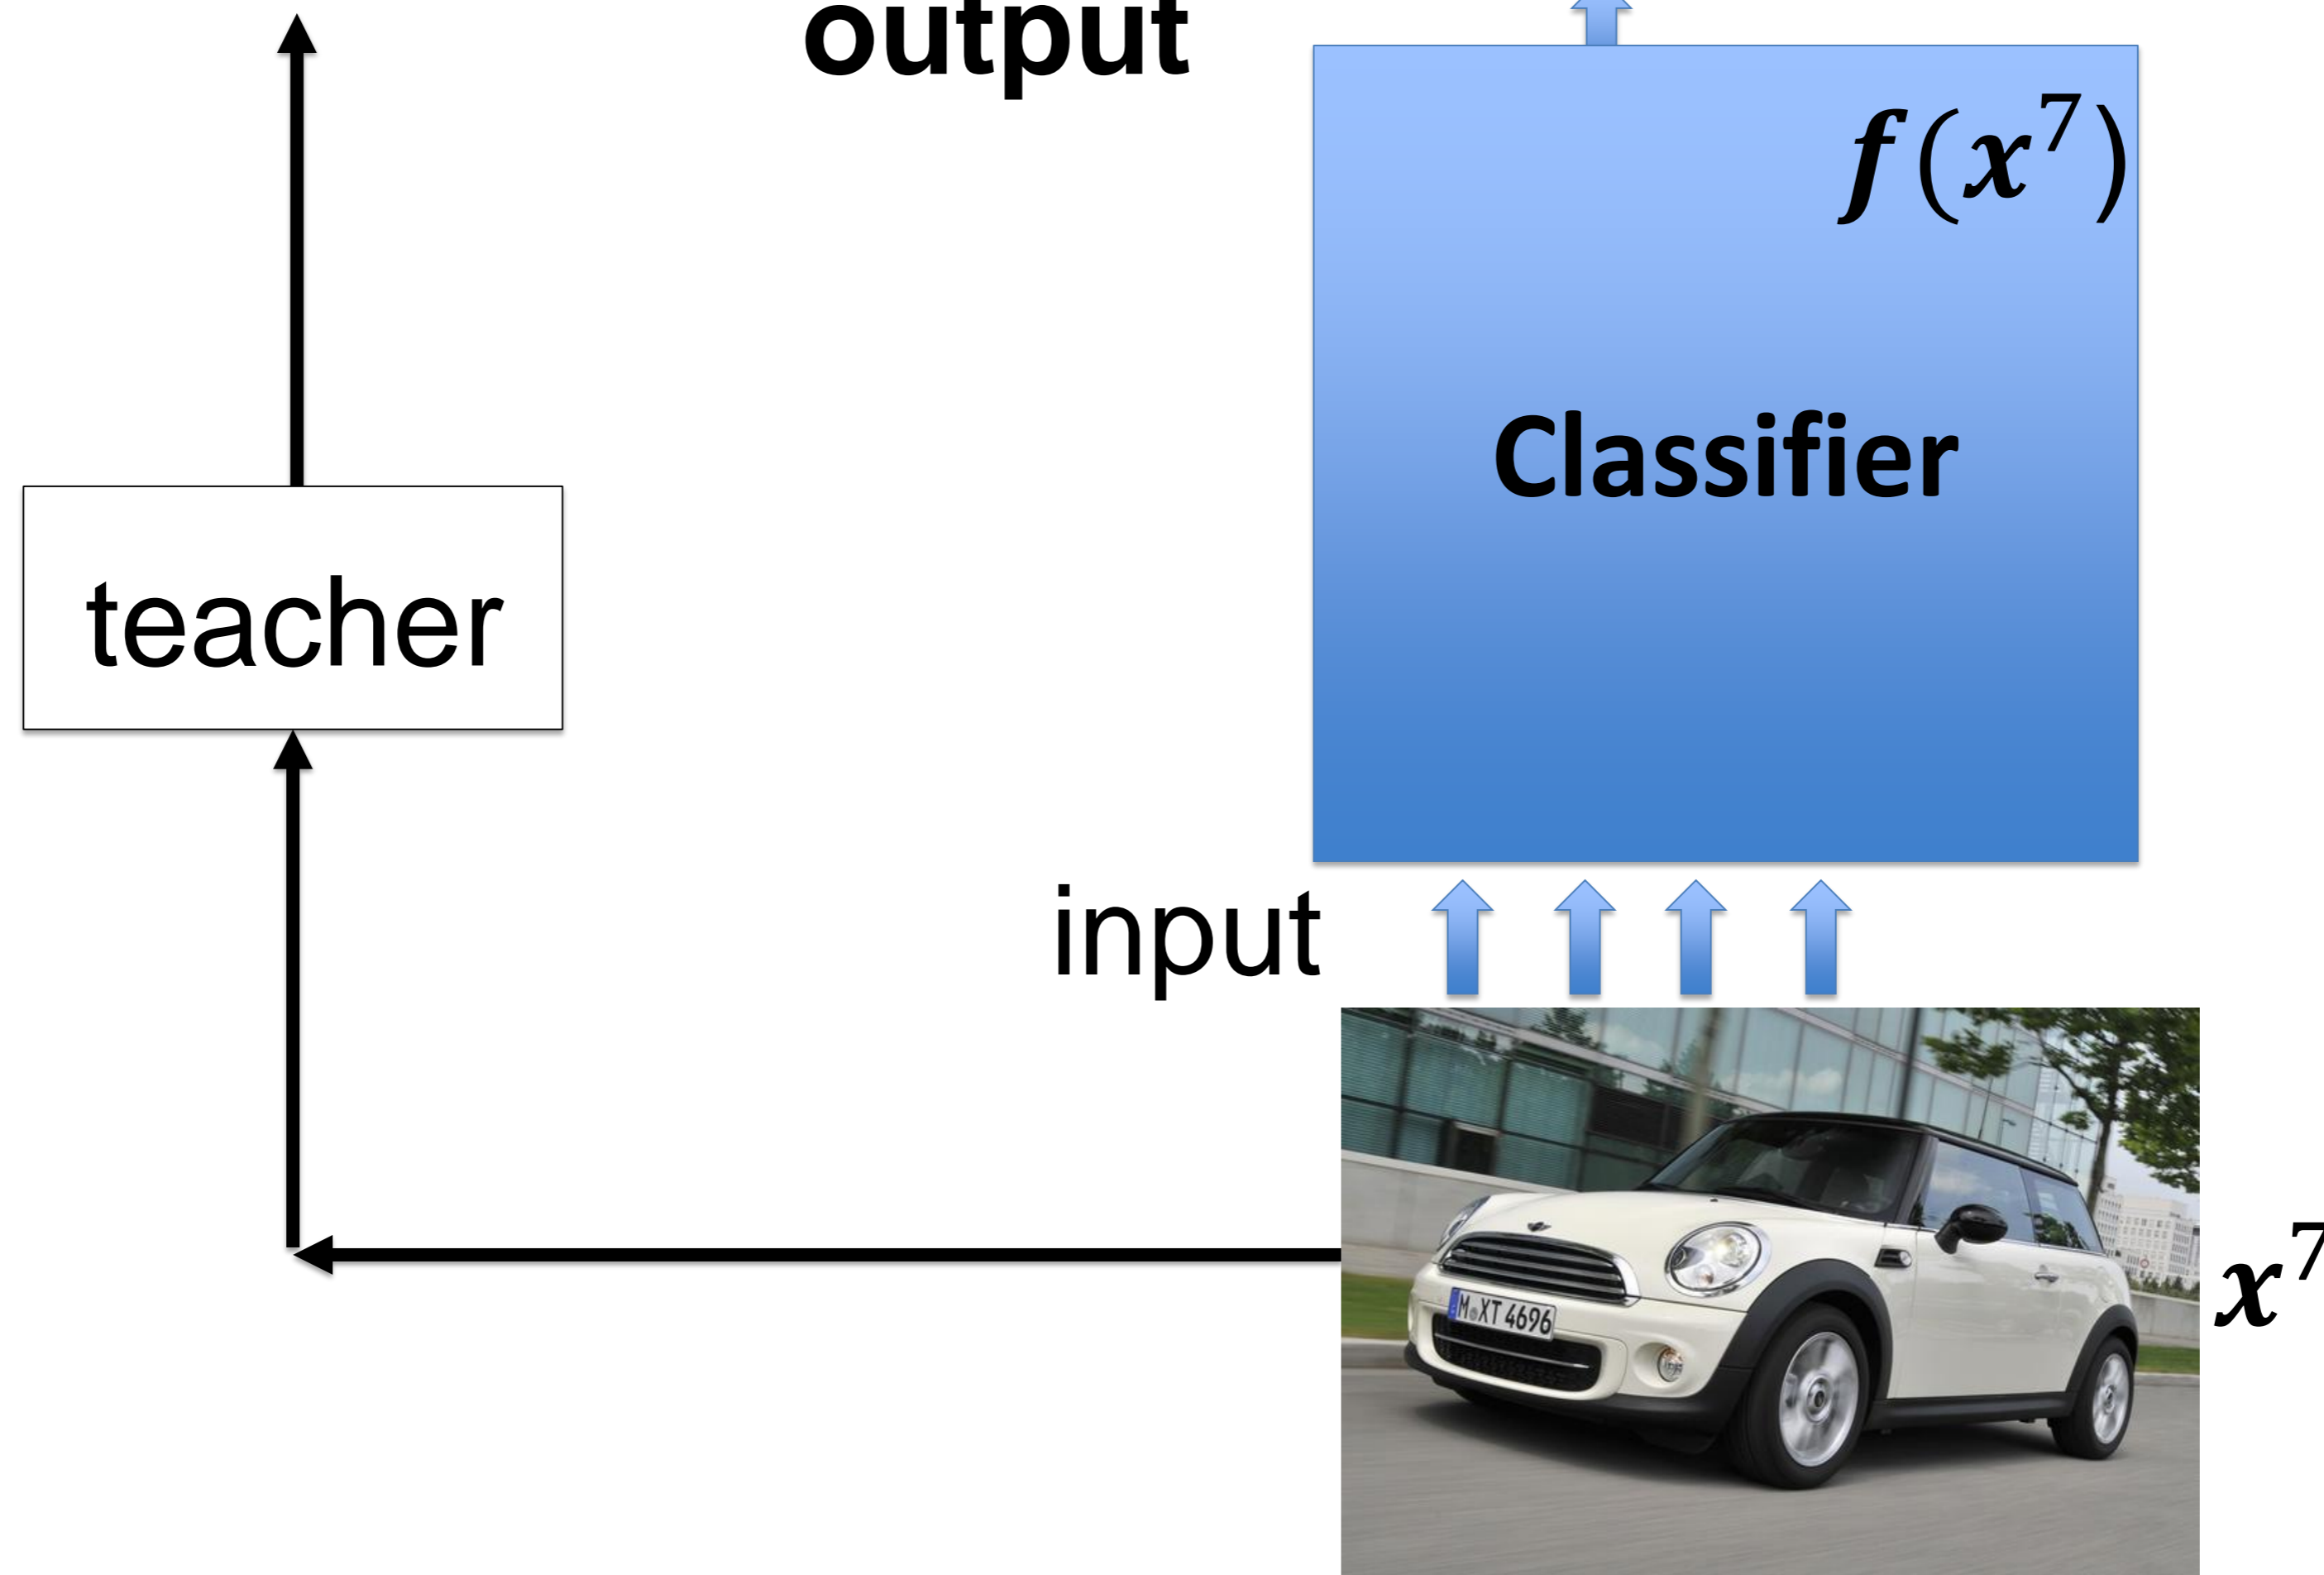 output
f(x⁷)
Classifier
teacher
input
M XT 4696
x⁷